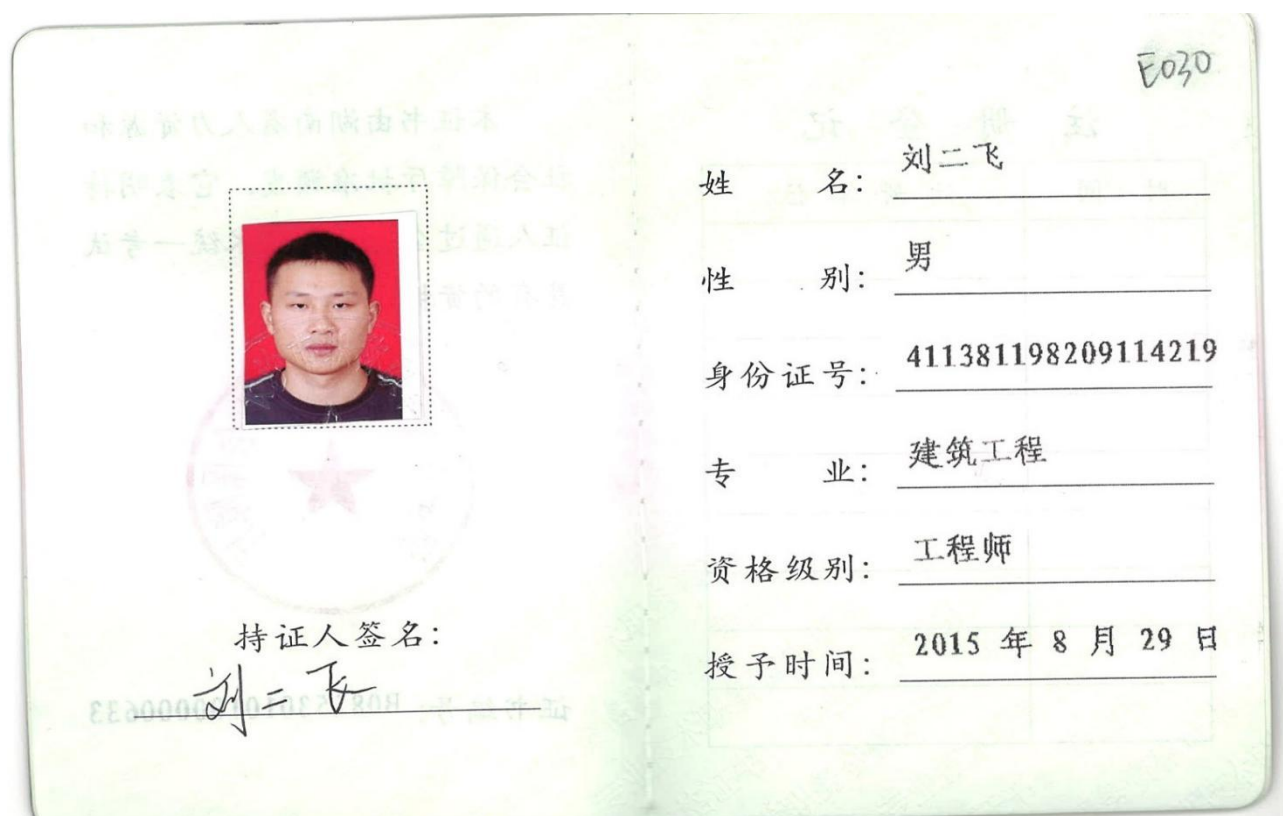 E030
姓名：刘二飞
性别：男
身份证号：411381198209114219
专业：建筑工程
资格级别：工程师
授予时间：2015 年 8 月 29 日
持证人签名：
刘二飞